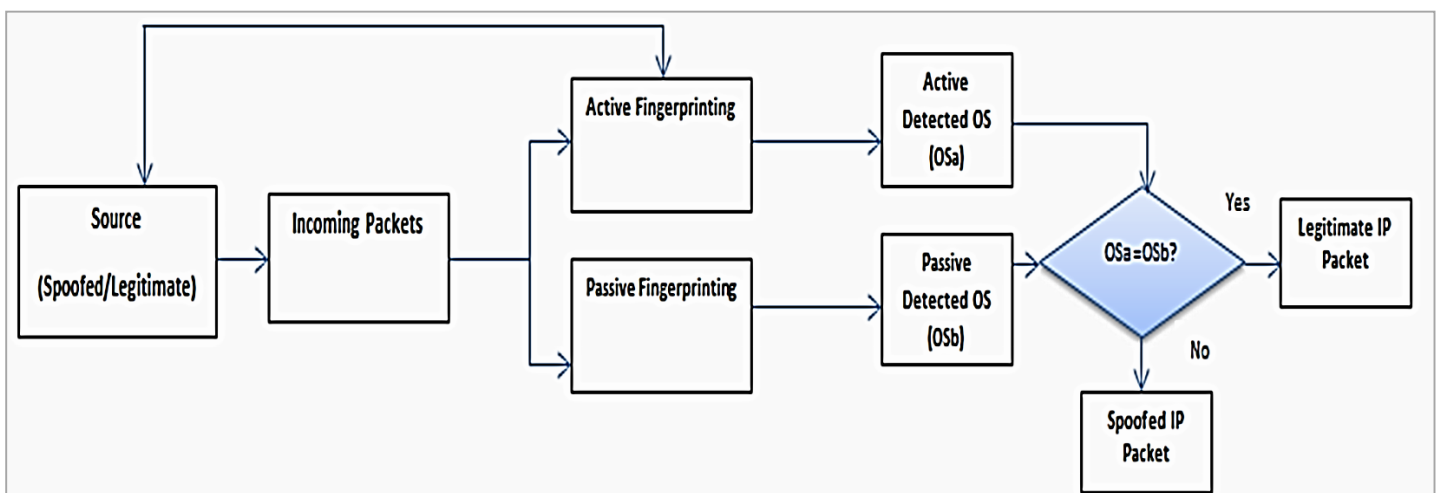 Source
(Spoofed/Legitimate)
Incoming Packets
Active Fingerprinting
Passive Fingerprinting
Active
Detected OS
(OSa)
Passive
Detected OS
(OSb)
OSa=OSb?
Yes
Legitimate IP
Packet
No
Spoofed IP
Packet